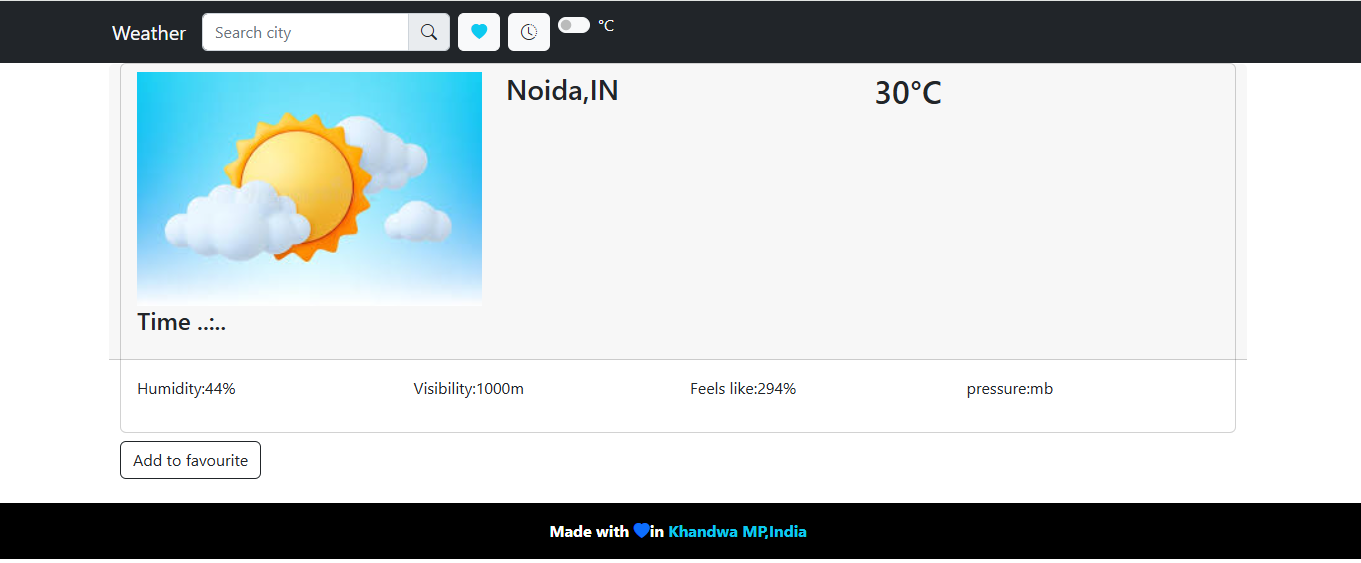 Weather Search city °C
Noida,IN 30°C
Time ..:..
Humidity:44% Visibility:1000m Feels like:294% pressure:mb
Add to favourite
Made with in Khandwa MP,India